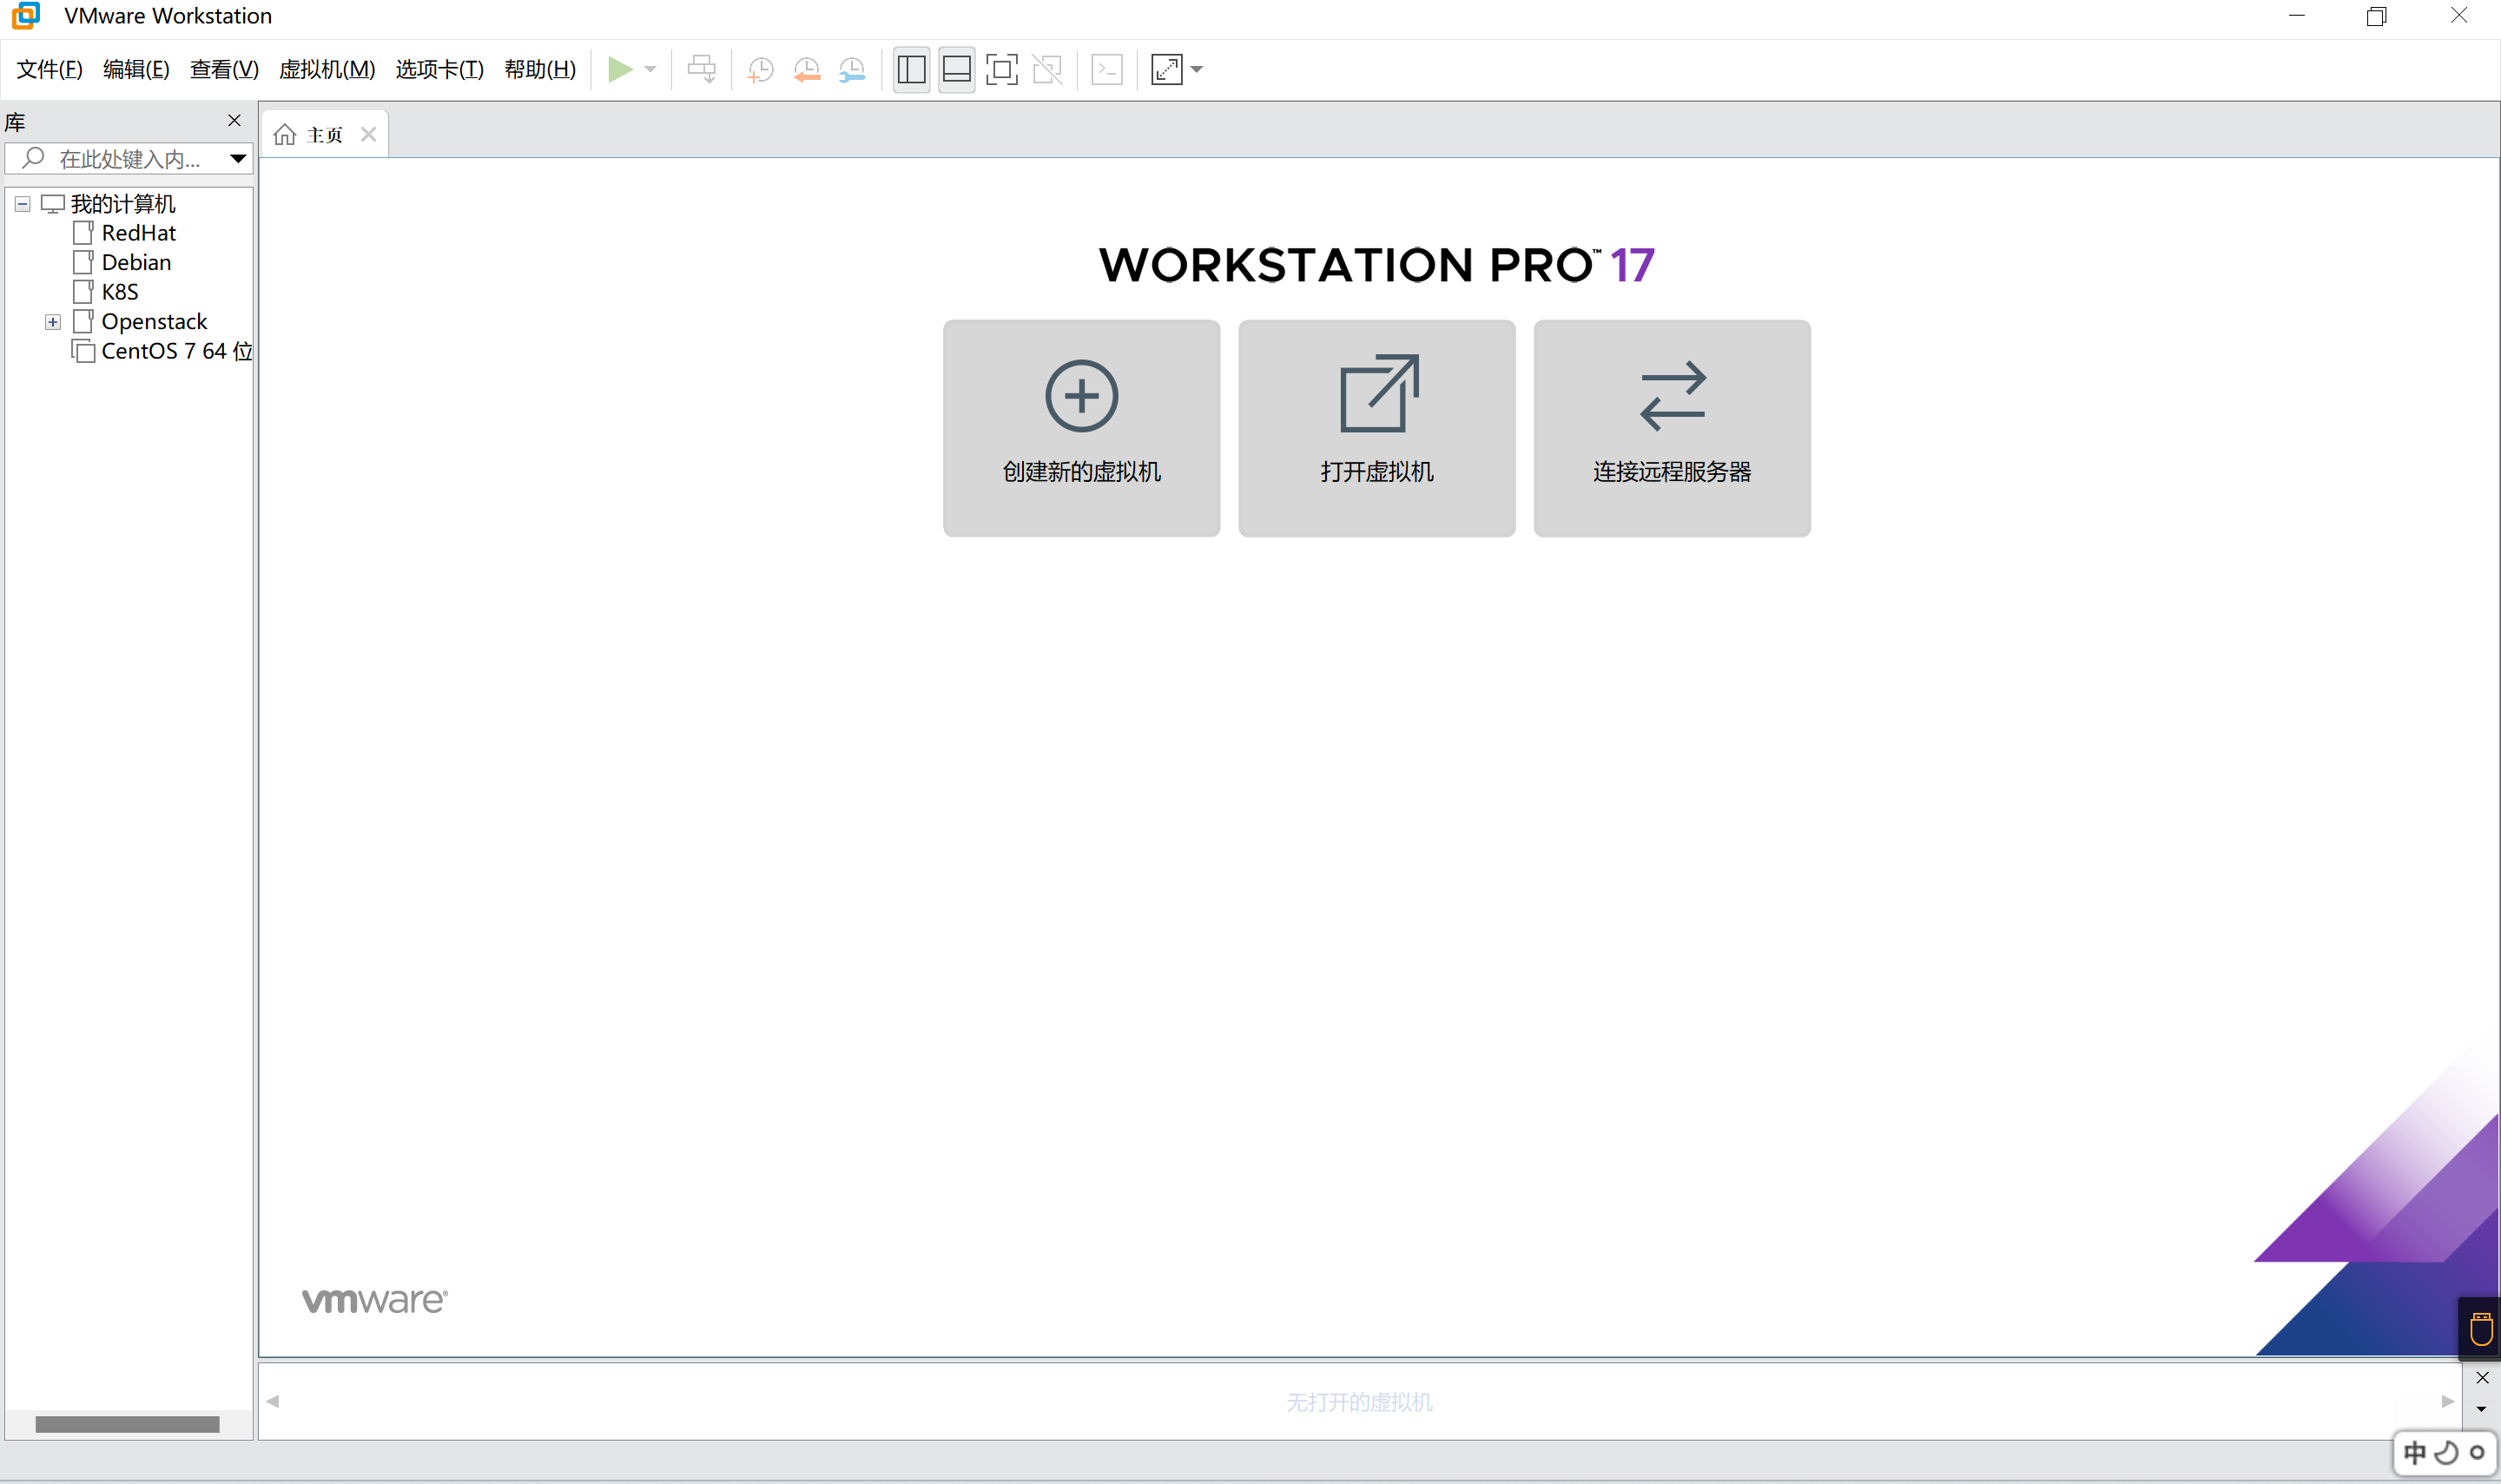 VMware Workstation
文件(F) 编辑(E) 查看(V) 虚拟机(M) 选项卡(T) 帮助(H)
库
主页
在此处键入内...
我的计算机
RedHat
Debian
K8S
Openstack
CentOS 7 64 位
WORKSTATION PRO™ 17
创建新的虚拟机
打开虚拟机
连接远程服务器
vmware®
无打开的虚拟机
中